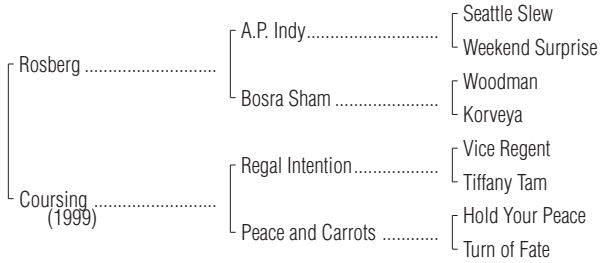 Seattle Slew
A.P. Indy...........................
Weekend Surprise
Rosberg ...........................
Woodman
Bosra Sham .....................
Korveya
Vice Regent
Regal Intention.................
Tiffany Tam
Coursing .........................
(1999)
Hold Your Peace
Peace and Carrots ............
Turn of Fate